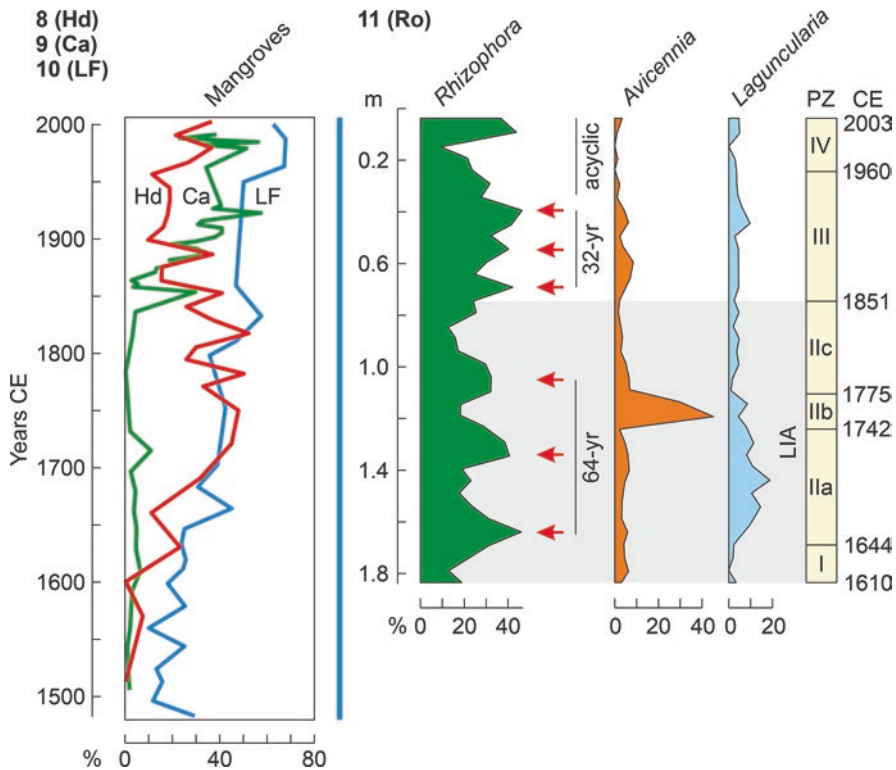 8 (Hd)
9 (Ca)
10 (LF)
Mangroves
11 (Ro)
Rhizophora
Avicennia
Laguncularia
m
PZ
CE
2000
1900
1800
1700
1600
1500
Years CE
Hd
Ca
LF
% 0 40 80
0.2
0.6
1.0
1.4
1.8
acyclic
32-yr
64-yr
LIA
IV
III
IIc
IIb
IIa
I
2003
1960
1851
1775
1742
1644
1610
% 0 20 40
0 20 40
0 20